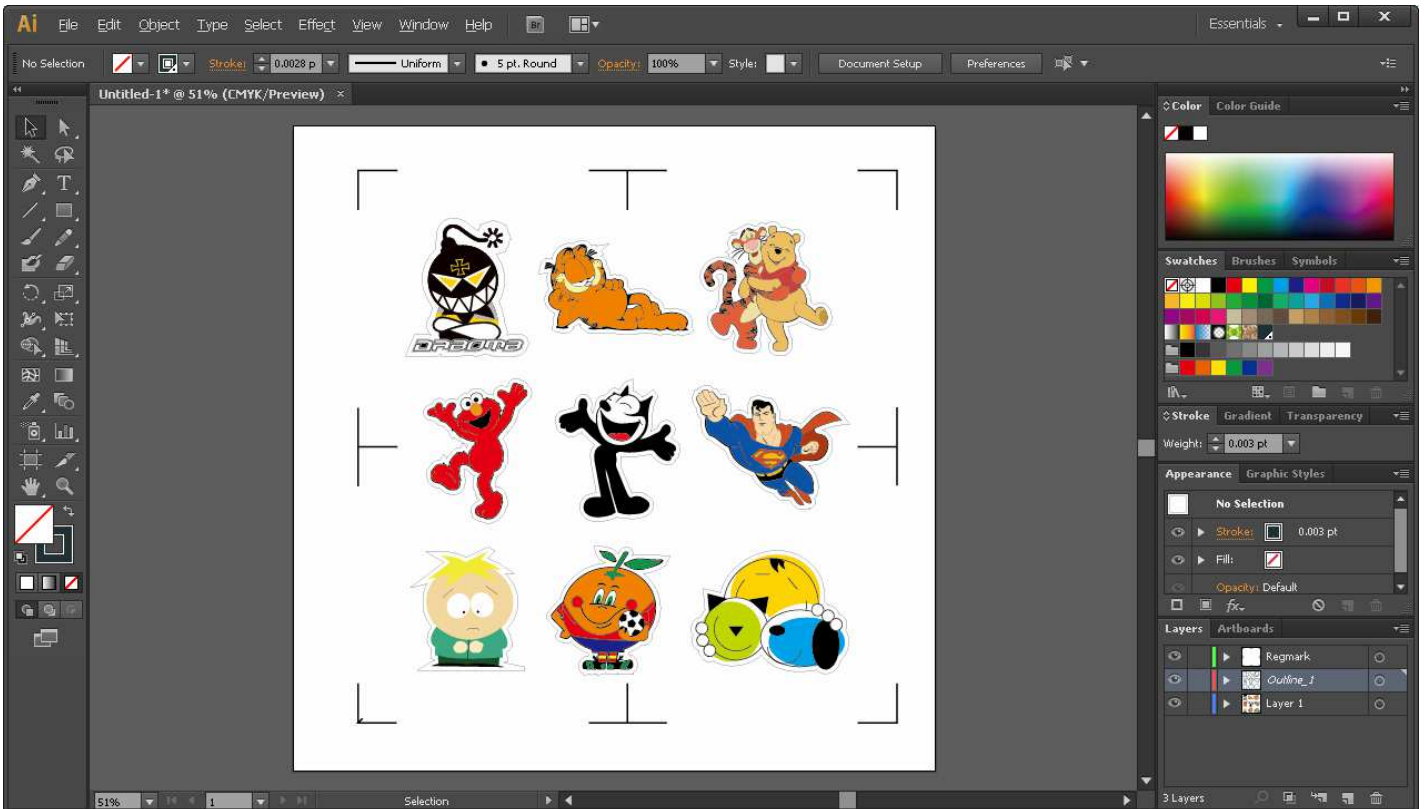 Ai File Edit Object Type Select Effect View Window Help Br Essentials
No Selection Stroke: 0.0028 p Uniform 5 pt. Round Opacity: 100% Style: Document Setup Preferences
Untitled-1* @ 51% (CMYK/Preview) ×
Color Color Guide
Swatches Brushes Symbols
Stroke Gradient Transparency
Weight: 0.003 pt
Appearance Graphic Styles
No Selection
Stroke: 0.003 pt
Fill:
Opacity: Default
fx
Layers Artboards
Regmark
Outline_1
Layer 1
3 Layers
51% 1 Selection